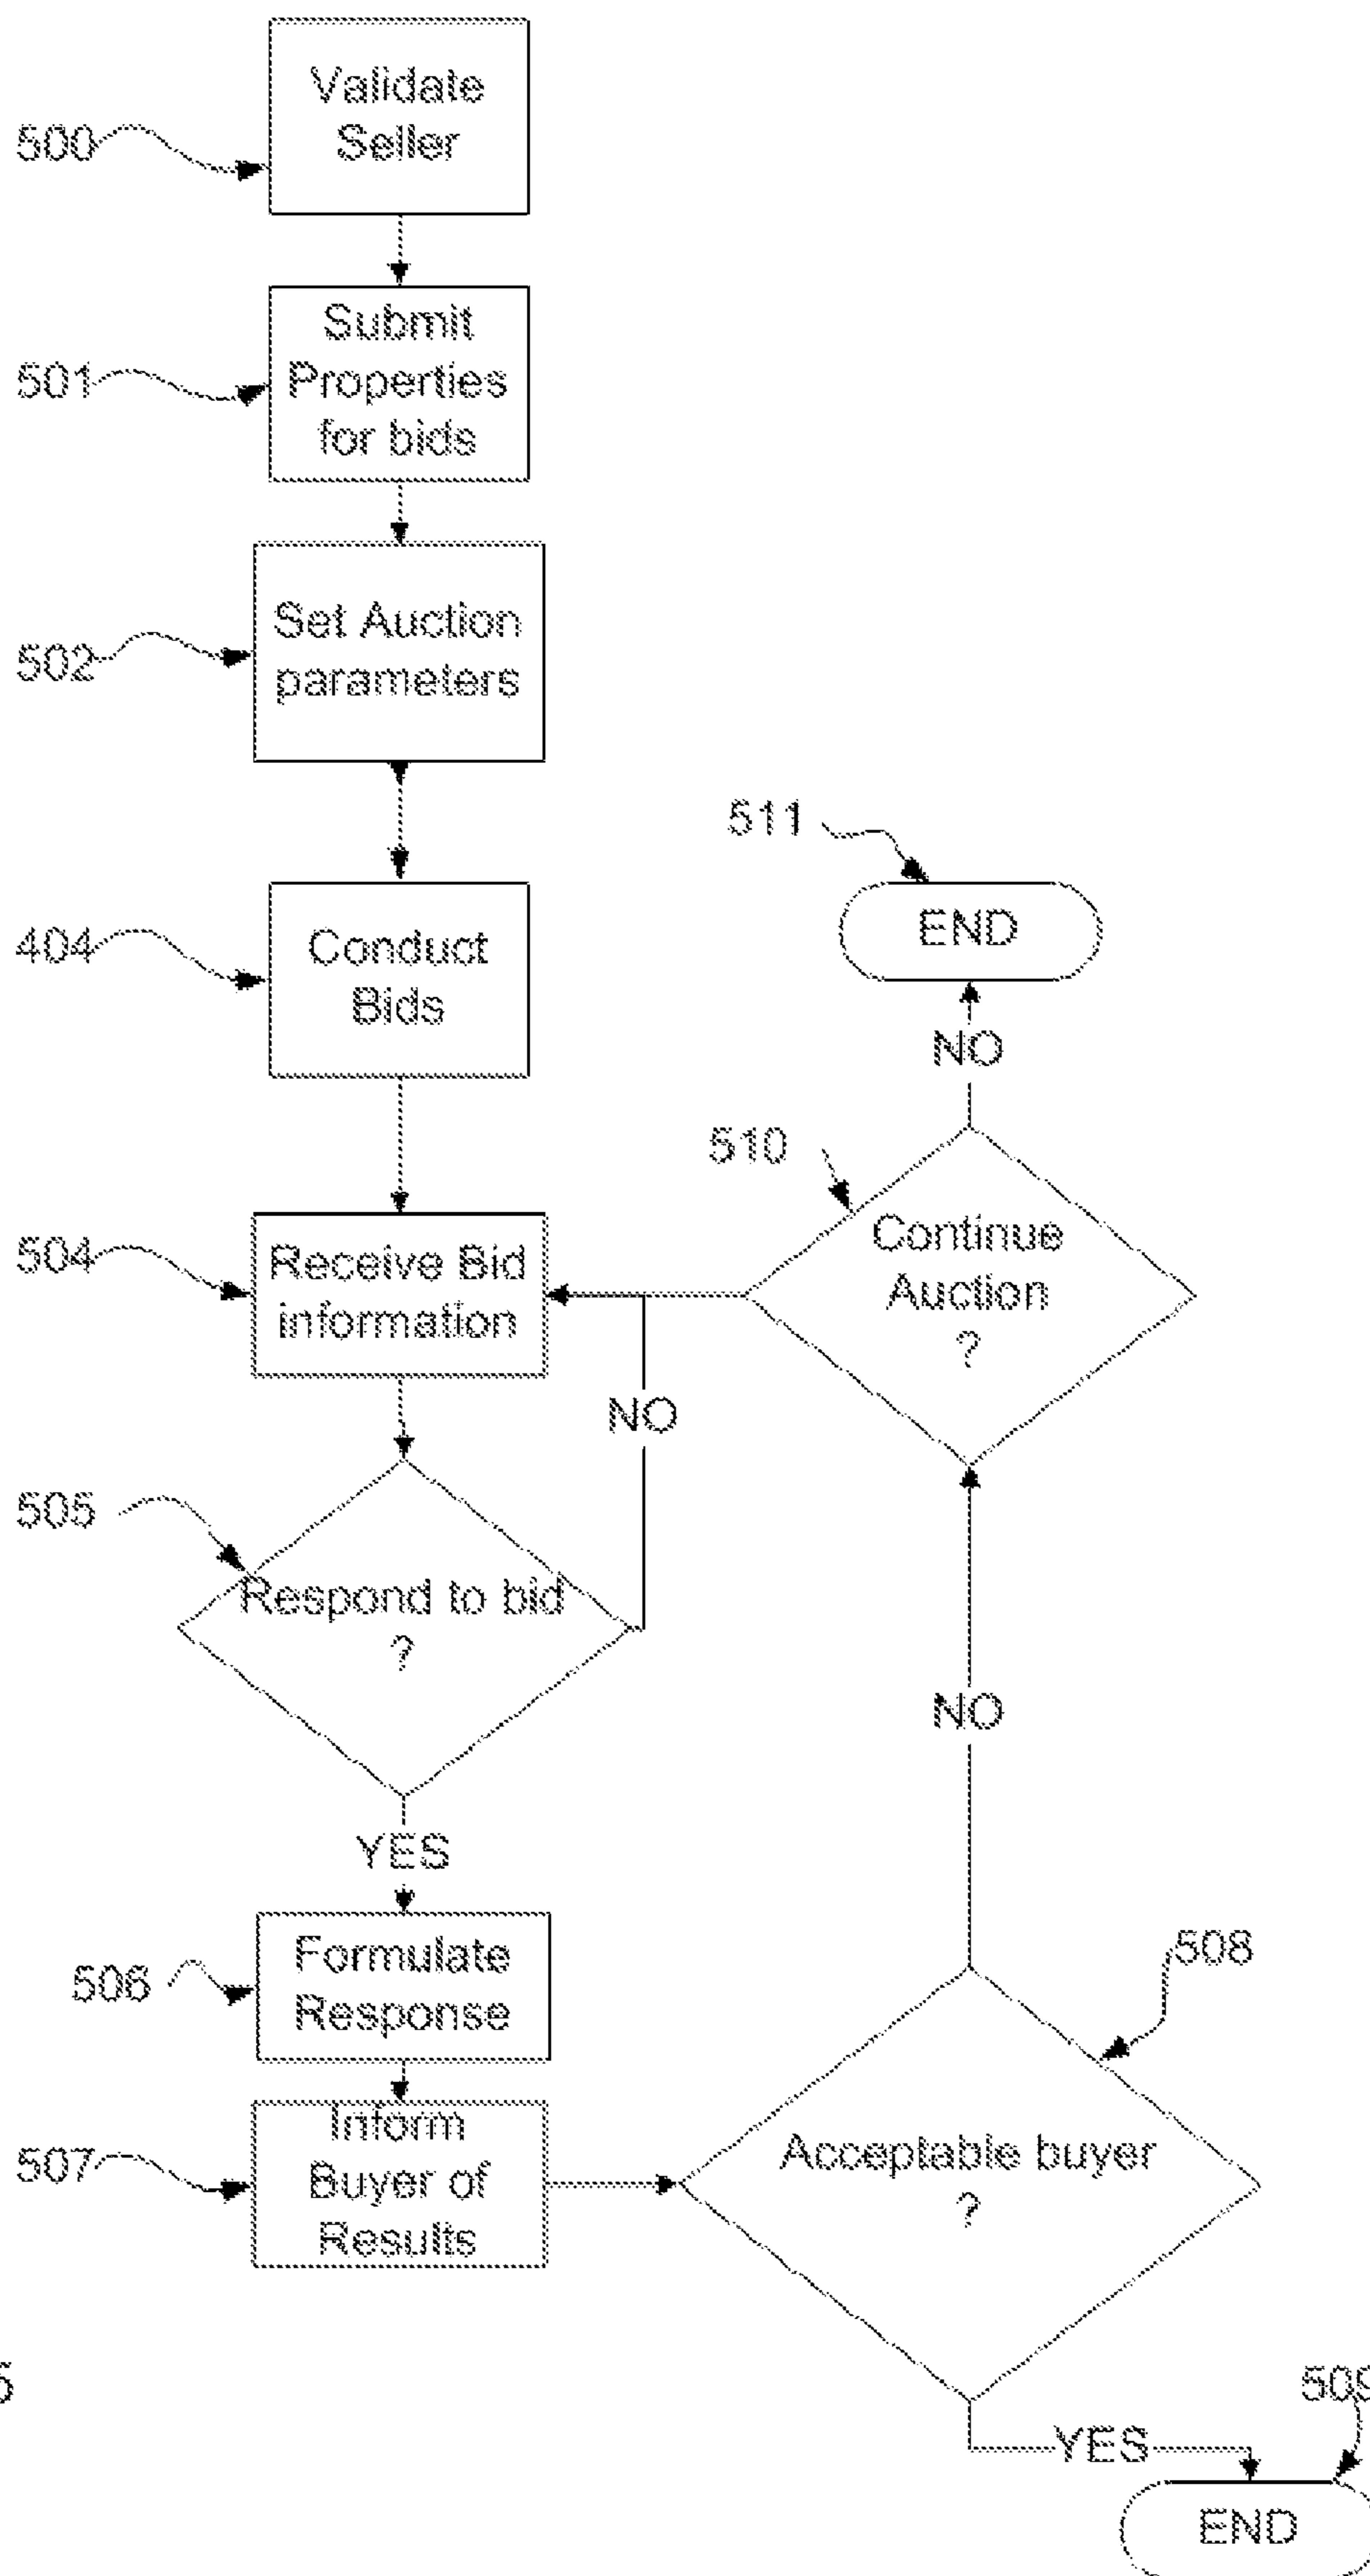 Validate
Seller
500
Submit
Properties
for bids
501
Set Auction
parameters
502
511
END
404
Conduct
Bids
NO
510
Continue
Auction
?
504
Receive Bid
information
NO
505
Respond to bid
?
NO
YES
506
Formulate
Response
508
507
Inform
Buyer of
Results
Acceptable buyer
?
5
509
YES
END